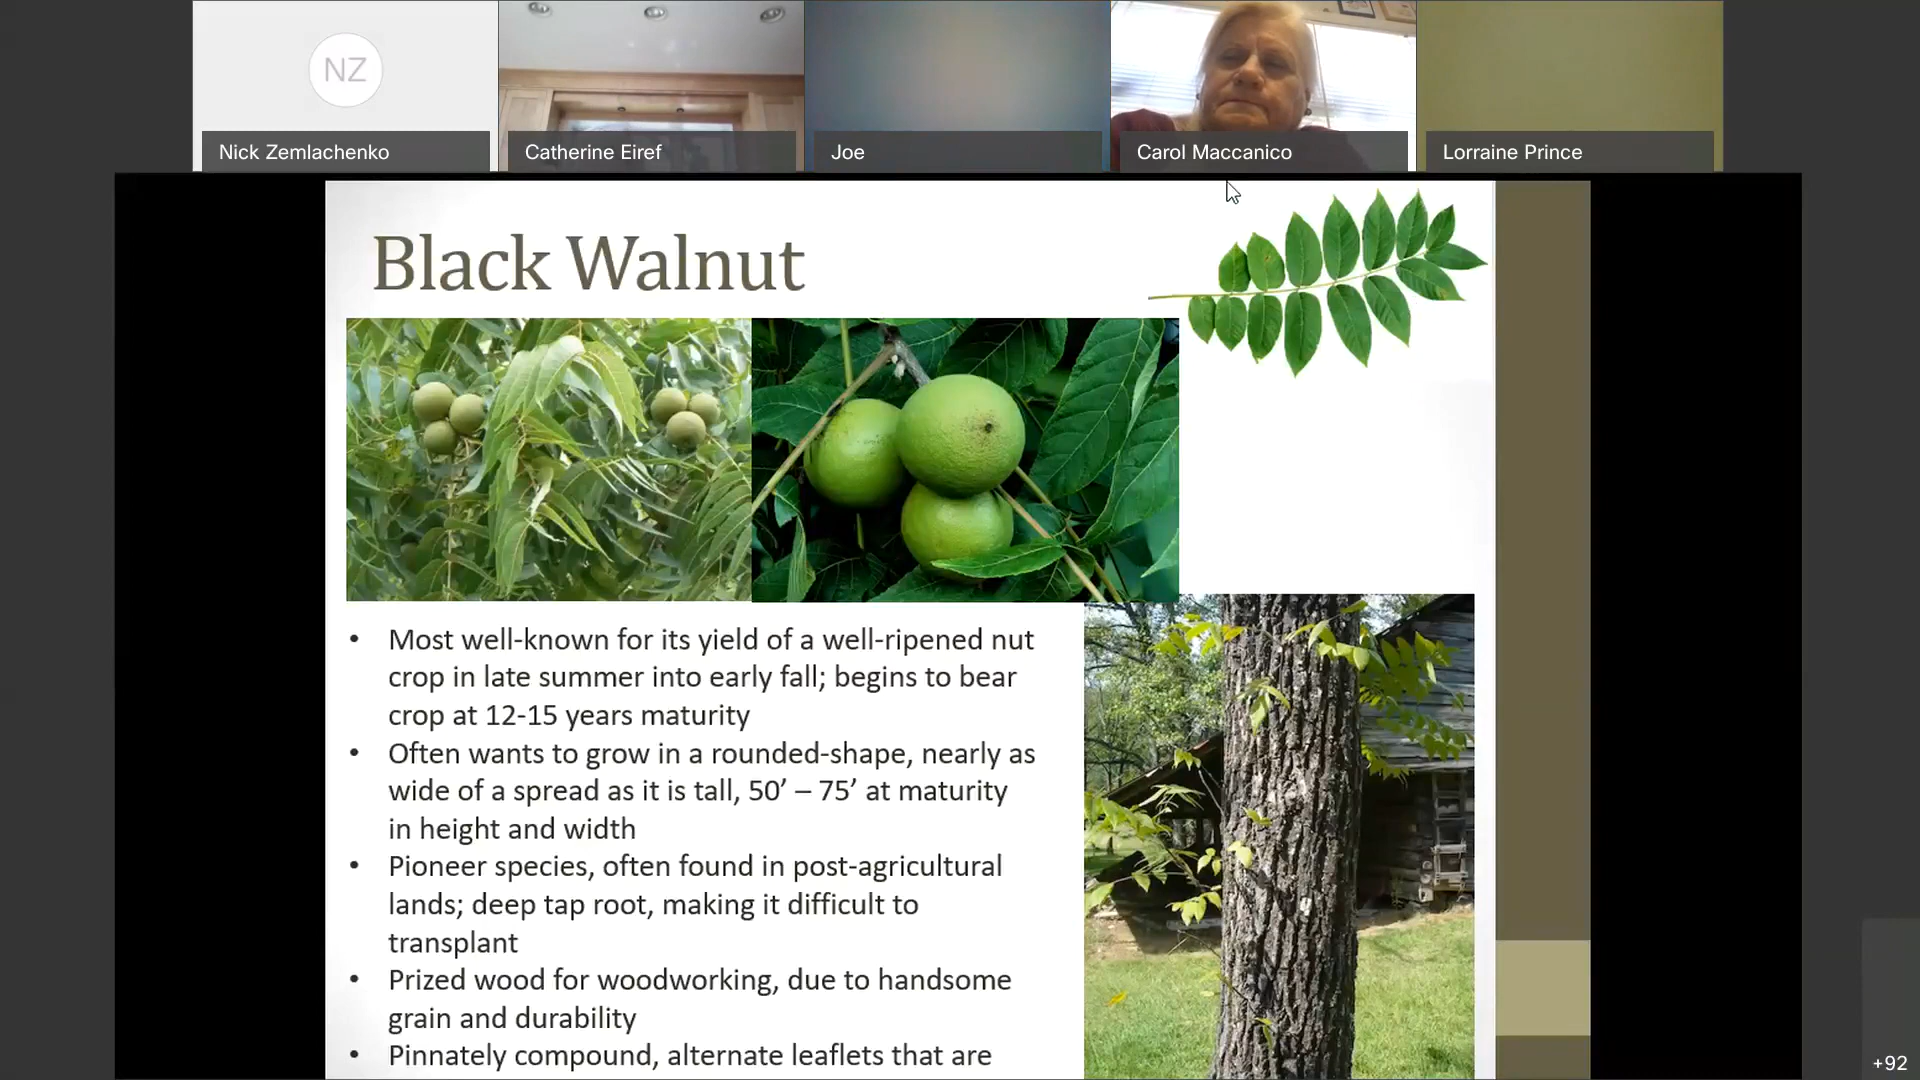 NZ
Nick Zemlachenko
Catherine Eiref
Joe
Carol Maccanico
Lorraine Prince
Black Walnut
• Most well-known for its yield of a well-ripened nut
crop in late summer into early fall; begins to bear
crop at 12-15 years maturity
• Often wants to grow in a rounded-shape, nearly as
wide of a spread as it is tall, 50’ – 75’ at maturity
in height and width
• Pioneer species, often found in post-agricultural
lands; deep tap root, making it difficult to
transplant
• Prized wood for woodworking, due to handsome
grain and durability
• Pinnately compound, alternate leaflets that are
+92